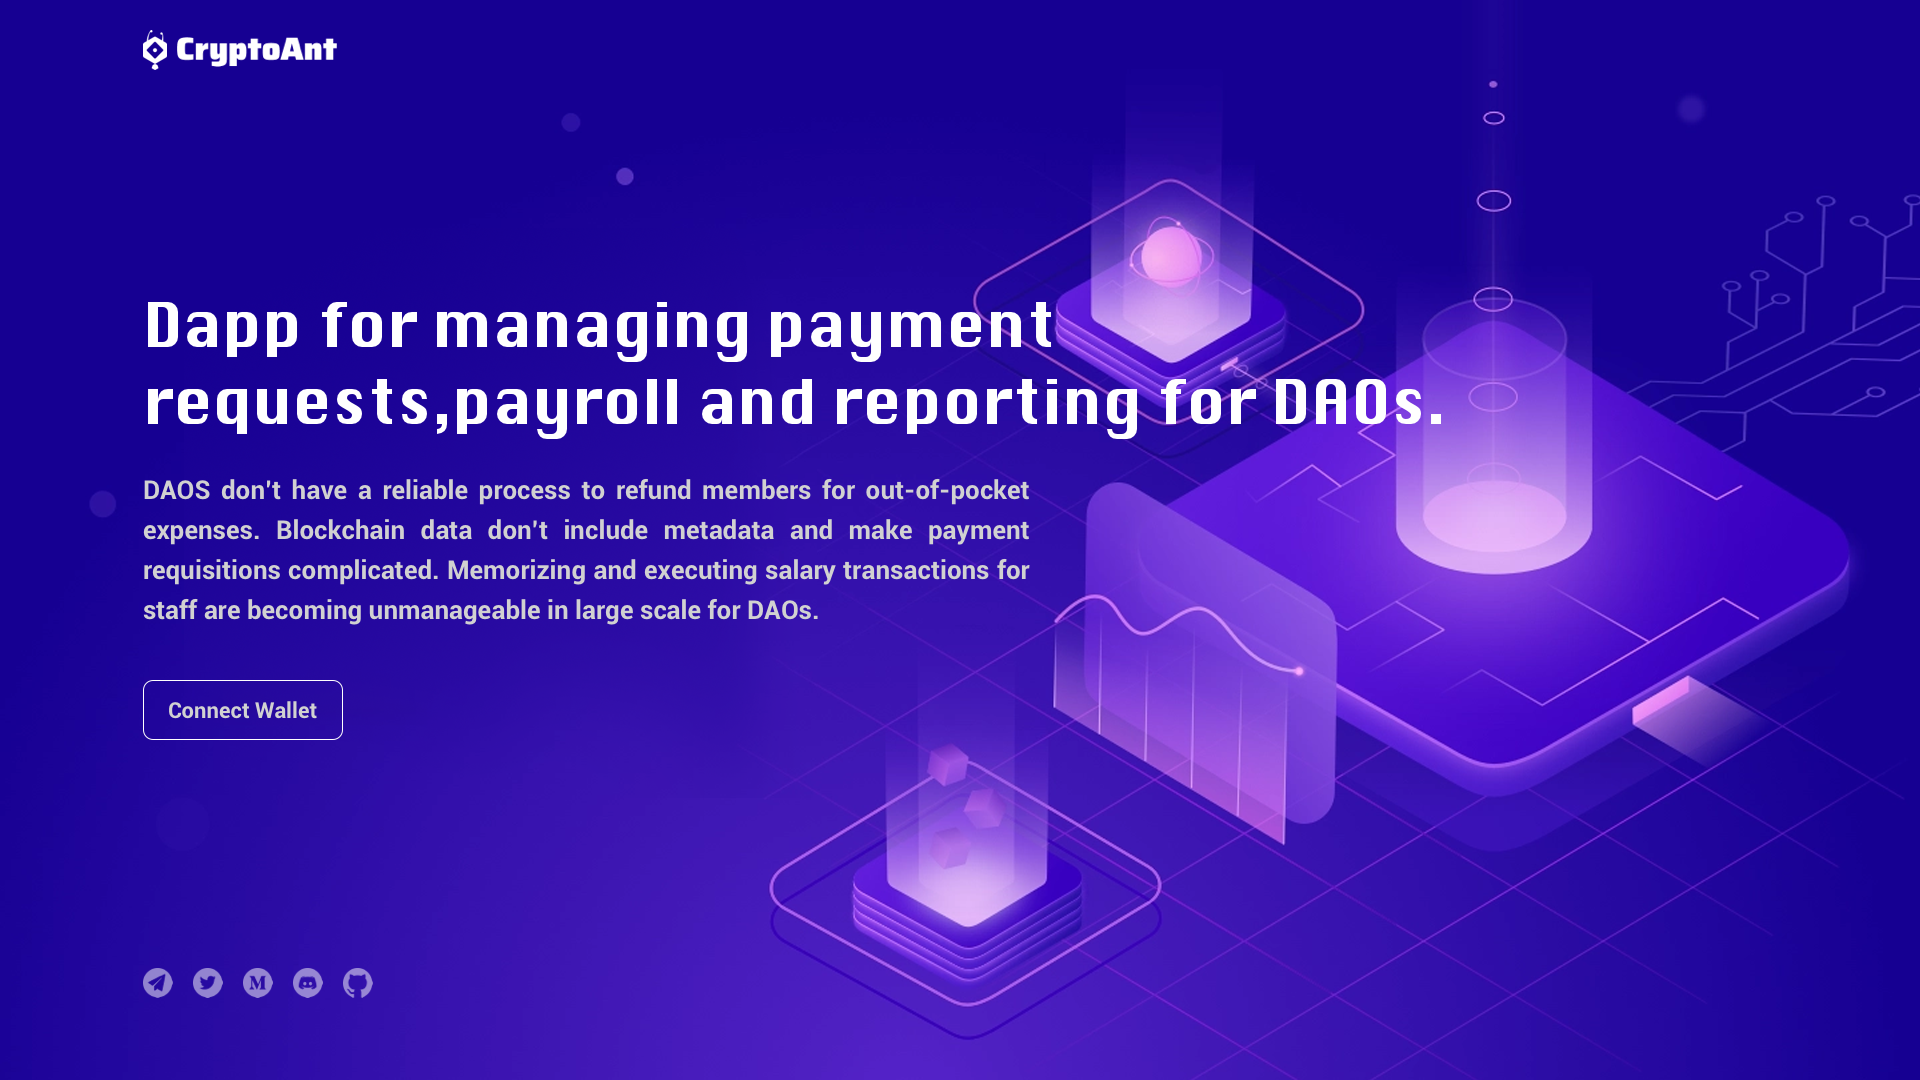 CryptoAnt
Dapp for managing payment
requests,payroll and reporting for DAOs.
DAOS don't have a reliable process to refund members for out-of-pocket
expenses. Blockchain data don't include metadata and make payment
requisitions complicated. Memorizing and executing salary transactions for
staff are becoming unmanageable in large scale for DAOs.
Connect Wallet